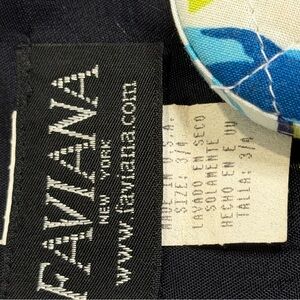 FAVIANA
NEW YORK
www.faviana.com
MADE IN U.S.A.
SIZE: 3/4
LAVADO EN SECO
SOLAMENTE
HECHO EN E UU
TALLA: 3/4